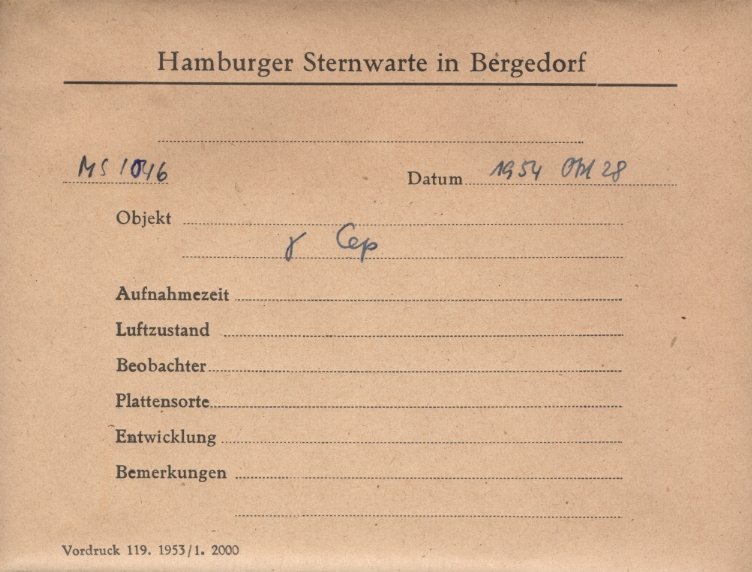 Hamburger Sternwarte in Bergedorf
MS 1046
Datum 1954 Okt 28
Objekt
γ Cep
Aufnahmezeit
Luftzustand
Beobachter
Plattensorte
Entwicklung
Bemerkungen
Vordruck 119. 1953/1. 2000